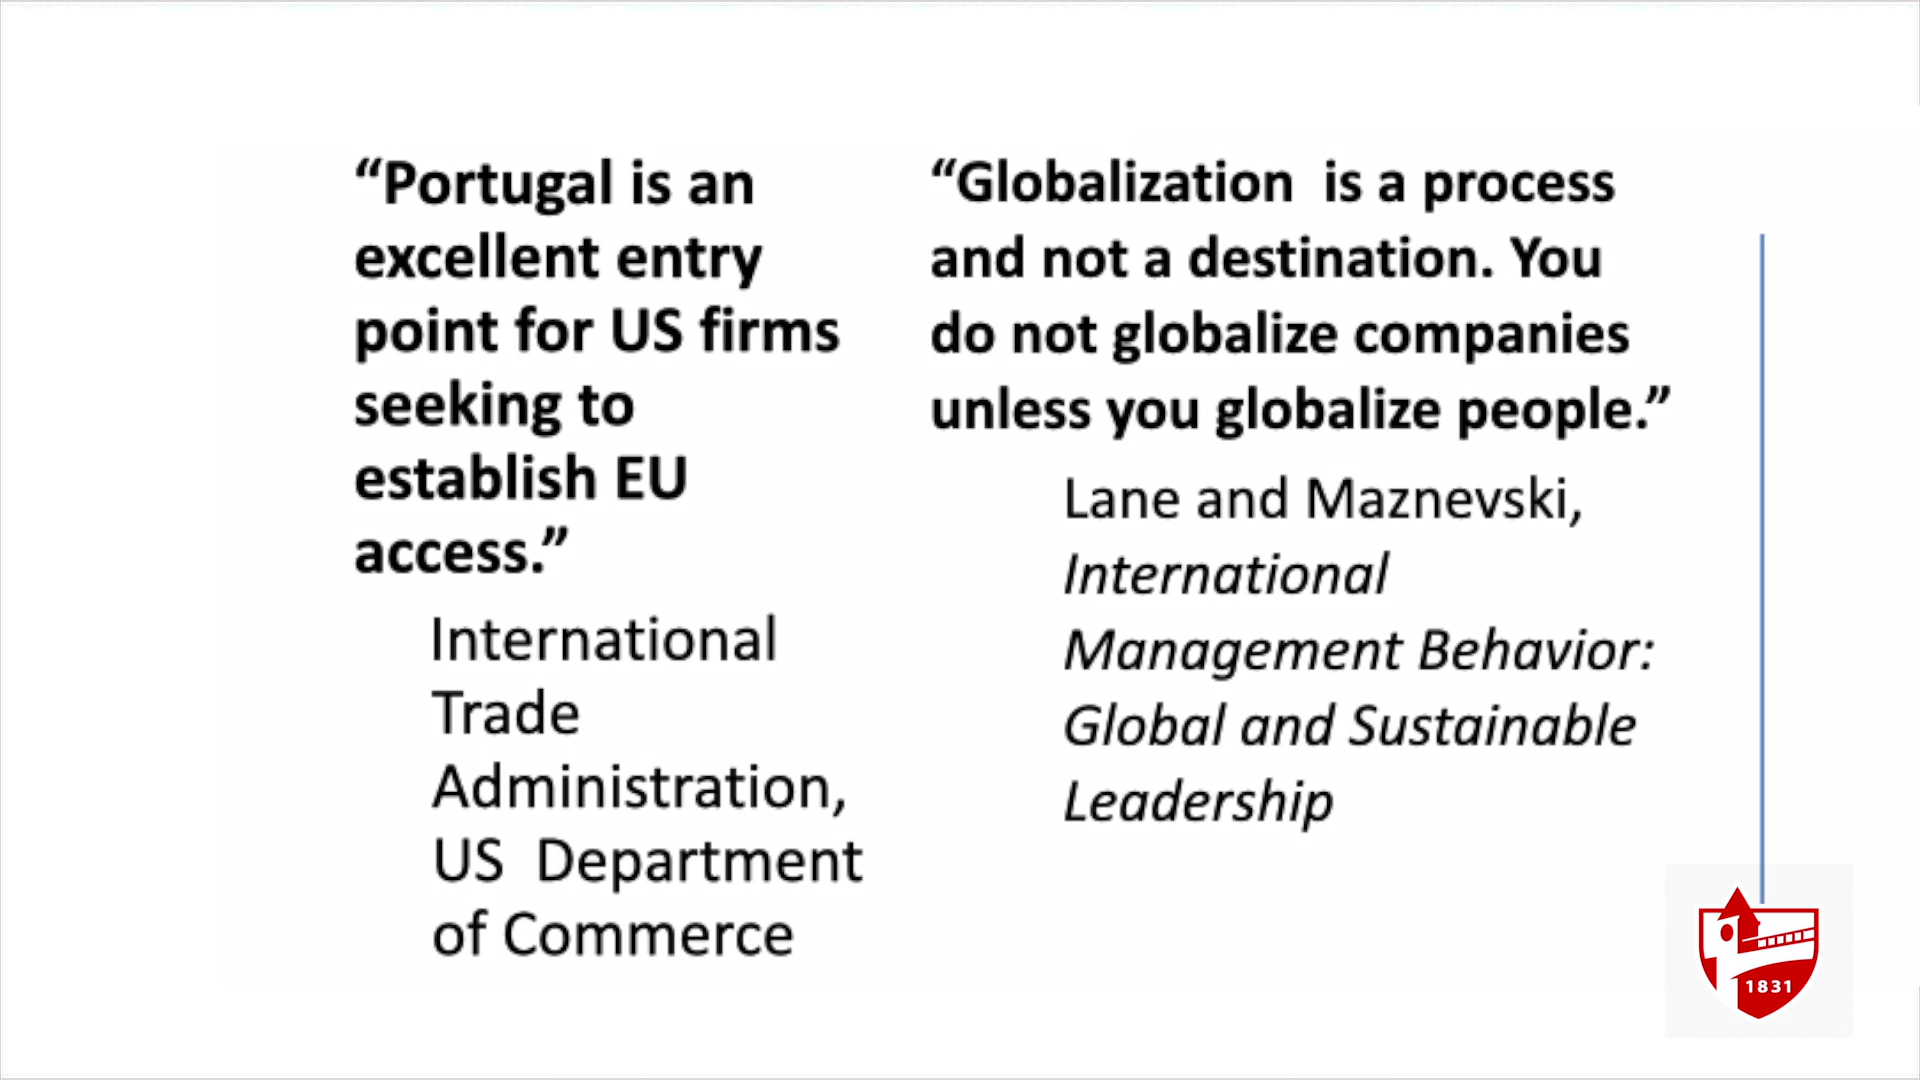 “Portugal is an
excellent entry
point for US firms
seeking to
establish EU
access.”
International
Trade
Administration,
US  Department
of Commerce
“Globalization  is a process
and not a destination. You
do not globalize companies
unless you globalize people.”
Lane and Maznevski,
International
Management Behavior:
Global and Sustainable
Leadership
1831